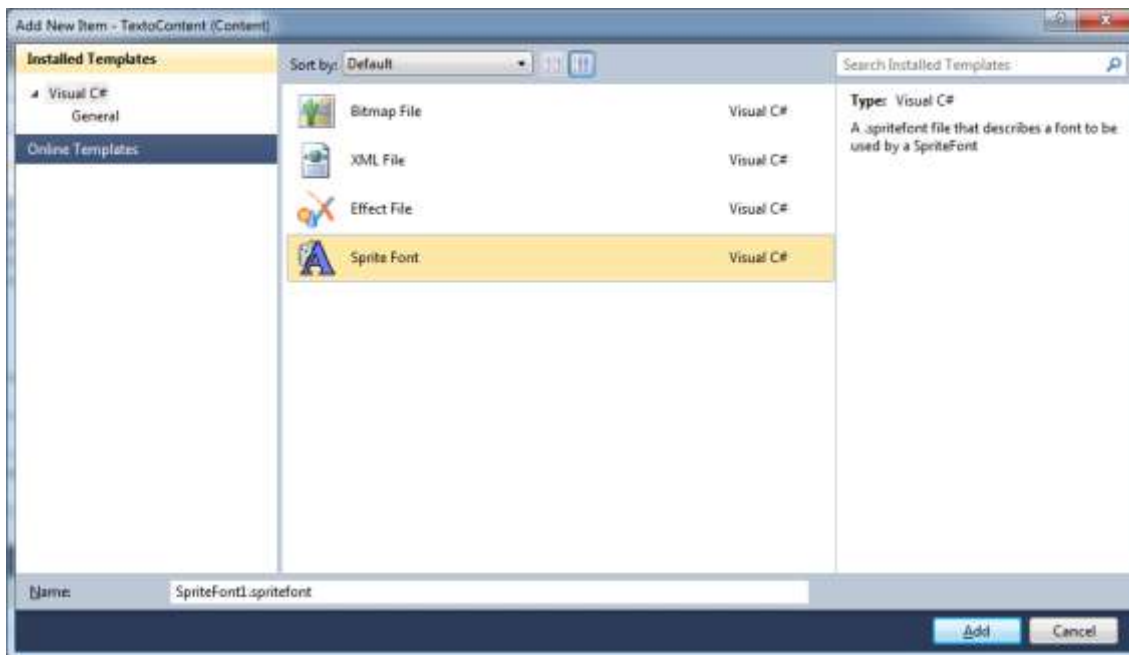 Add New Item - TextoContent (Content)
Installed Templates
Visual C#
General
Online Templates
Sort by: Default
Bitmap File Visual C#
XML File Visual C#
Effect File Visual C#
Sprite Font Visual C#
Search Installed Templates
Type: Visual C#
A .spritefont file that describes a font to be
used by a SpriteFont
Name: SpriteFont1.spritefont
Add Cancel